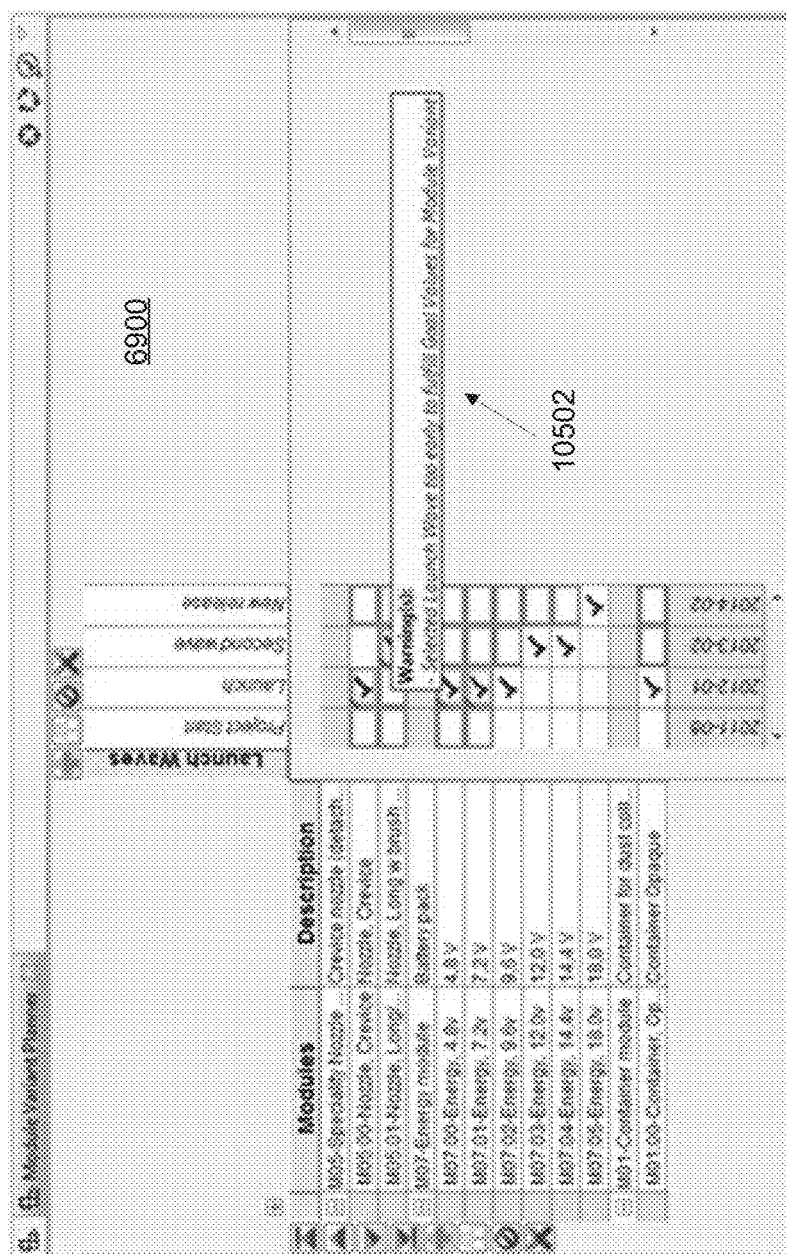 Module Variant Planner
6900
Launch Waves
Project Start
Launch
Second wave
New release
Modules Description
M05-Specialty Nozzle Crevice nozzle (detach...
M05.00-Nozzle, Crevice Nozzle, Crevice
M05.01-Nozzle, Long/... Nozzle, Long w brush
M07-Energy module Battery pack
M07.00-Energy, 4.8v 4.8 V
M07.01-Energy, 7.2v 7.2 V
M07.02-Energy, 9.6v 9.6 V
M07.03-Energy, 12.0v 12.0 V
M07.04-Energy, 14.4v 14.4 V
M07.05-Energy, 18.0v 18.0 V
M01-Container module Container for dust coll...
M01.00-Container, Op... Container Opaque
Warning(s):
- Selected Launch Wave too early to fulfill Goal Values for Module Variant
10502
2011-08 2012-01 2013-02 2014-02